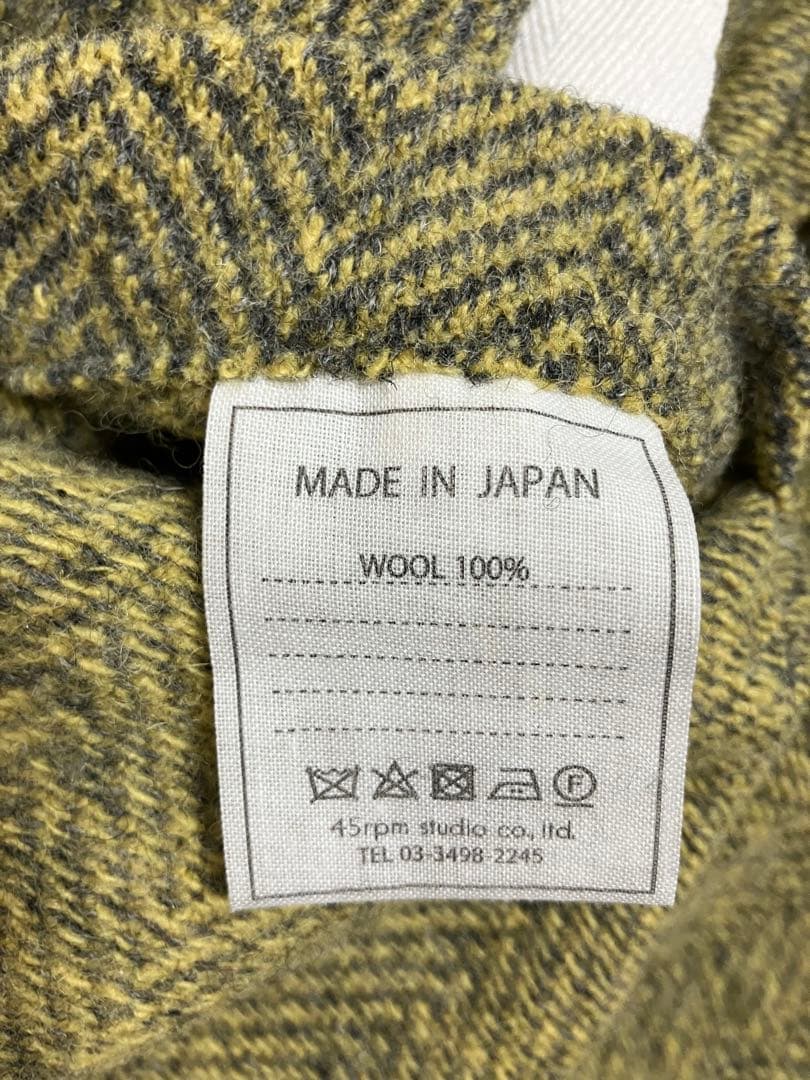 MADE IN JAPAN
WOOL 100%
F
45rpm studio co., ltd.
TEL 03-3498-2245